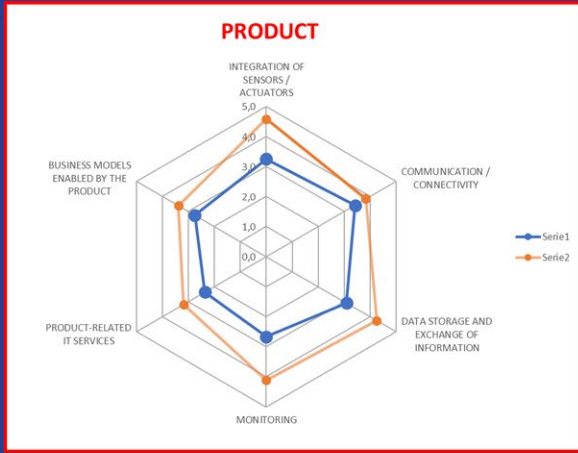 PRODUCT
INTEGRATION OF
SENSORS /
ACTUATORS
5,0
4,0
3,0
2,0
1,0
0,0
BUSINESS MODELS
ENABLED BY THE
PRODUCT
COMMUNICATION /
CONNECTIVITY
Serie1
Serie2
PRODUCT-RELATED
IT SERVICES
DATA STORAGE AND
EXCHANGE OF
INFORMATION
MONITORING